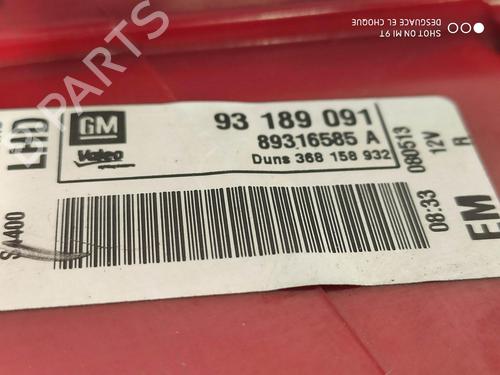 DESGUACE EL CHOQUE
SHOT ON MI 9T
LHD
GM
Valeo
93 189 091
89316585 A
Duns 368 158 932
080513
12V
R
08:33
EM
B-PARTS